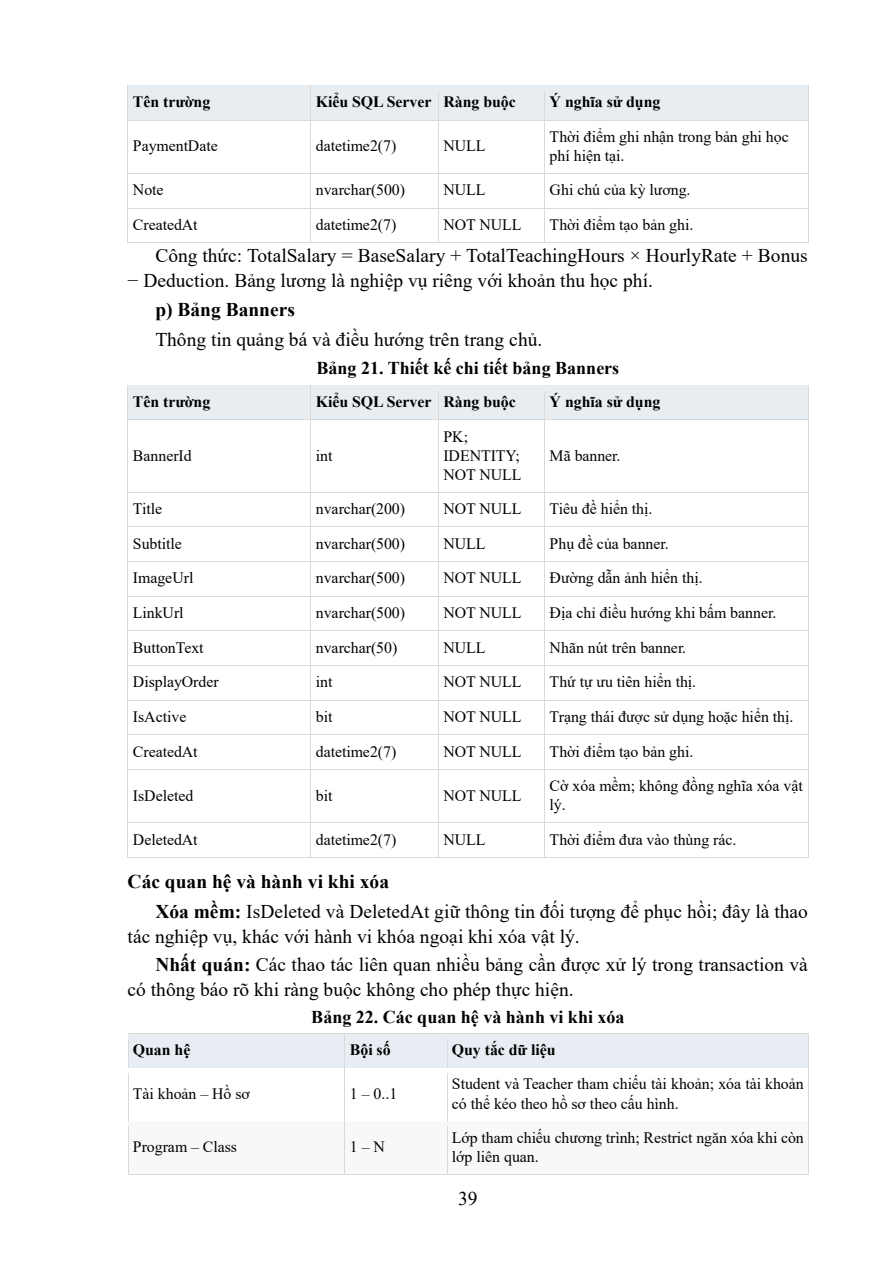 Tên trường Kiểu SQL Server Ràng buộc Ý nghĩa sử dụng
PaymentDate datetime2(7) NULL Thời điểm ghi nhận trong bản ghi học
phí hiện tại.
Note nvarchar(500) NULL Ghi chú của kỳ lương.
CreatedAt datetime2(7) NOT NULL Thời điểm tạo bản ghi.
Công thức: TotalSalary = BaseSalary + TotalTeachingHours × HourlyRate + Bonus
− Deduction. Bảng lương là nghiệp vụ riêng với khoản thu học phí.
p) Bảng Banners
Thông tin quảng bá và điều hướng trên trang chủ.
Bảng 21. Thiết kế chi tiết bảng Banners
Tên trường Kiểu SQL Server Ràng buộc Ý nghĩa sử dụng
BannerId int PK;
IDENTITY;
NOT NULL Mã banner.
Title nvarchar(200) NOT NULL Tiêu đề hiển thị.
Subtitle nvarchar(500) NULL Phụ đề của banner.
ImageUrl nvarchar(500) NOT NULL Đường dẫn ảnh hiển thị.
LinkUrl nvarchar(500) NOT NULL Địa chỉ điều hướng khi bấm banner.
ButtonText nvarchar(50) NULL Nhãn nút trên banner.
DisplayOrder int NOT NULL Thứ tự ưu tiên hiển thị.
IsActive bit NOT NULL Trạng thái được sử dụng hoặc hiển thị.
CreatedAt datetime2(7) NOT NULL Thời điểm tạo bản ghi.
IsDeleted bit NOT NULL Cờ xóa mềm; không đồng nghĩa xóa vật
lý.
DeletedAt datetime2(7) NULL Thời điểm đưa vào thùng rác.
Các quan hệ và hành vi khi xóa
Xóa mềm: IsDeleted và DeletedAt giữ thông tin đối tượng để phục hồi; đây là thao
tác nghiệp vụ, khác với hành vi khóa ngoại khi xóa vật lý.
Nhất quán: Các thao tác liên quan nhiều bảng cần được xử lý trong transaction và
có thông báo rõ khi ràng buộc không cho phép thực hiện.
Bảng 22. Các quan hệ và hành vi khi xóa
Quan hệ Bội số Quy tắc dữ liệu
Tài khoản – Hồ sơ 1 – 0..1 Student và Teacher tham chiếu tài khoản; xóa tài khoản
có thể kéo theo hồ sơ theo cấu hình.
Program – Class 1 – N Lớp tham chiếu chương trình; Restrict ngăn xóa khi còn
lớp liên quan.
39